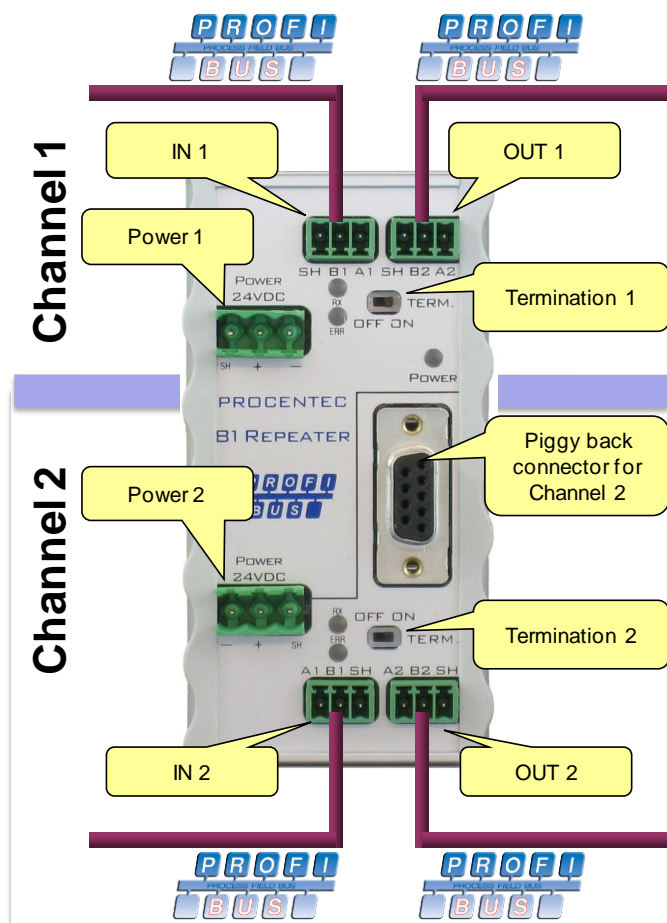 PROFI
PROCESS FIELD BUS
BUS
PROFI
PROCESS FIELD BUS
BUS
Channel 1
IN 1
OUT 1
Power 1
SH B1 A1
SH B2 A2
POWER
24VDC
RX
ERR
TERM.
OFF ON
Termination 1
SH + −
POWER
PROCENTEC
B1 REPEATER
PROFI
BUS
Piggy back
connector for
Channel 2
Channel 2
Power 2
POWER
24VDC
− + SH
RX
ERR
OFF ON
TERM.
Termination 2
A1 B1 SH
A2 B2 SH
IN 2
OUT 2
PROFI
PROCESS FIELD BUS
BUS
PROFI
PROCESS FIELD BUS
BUS